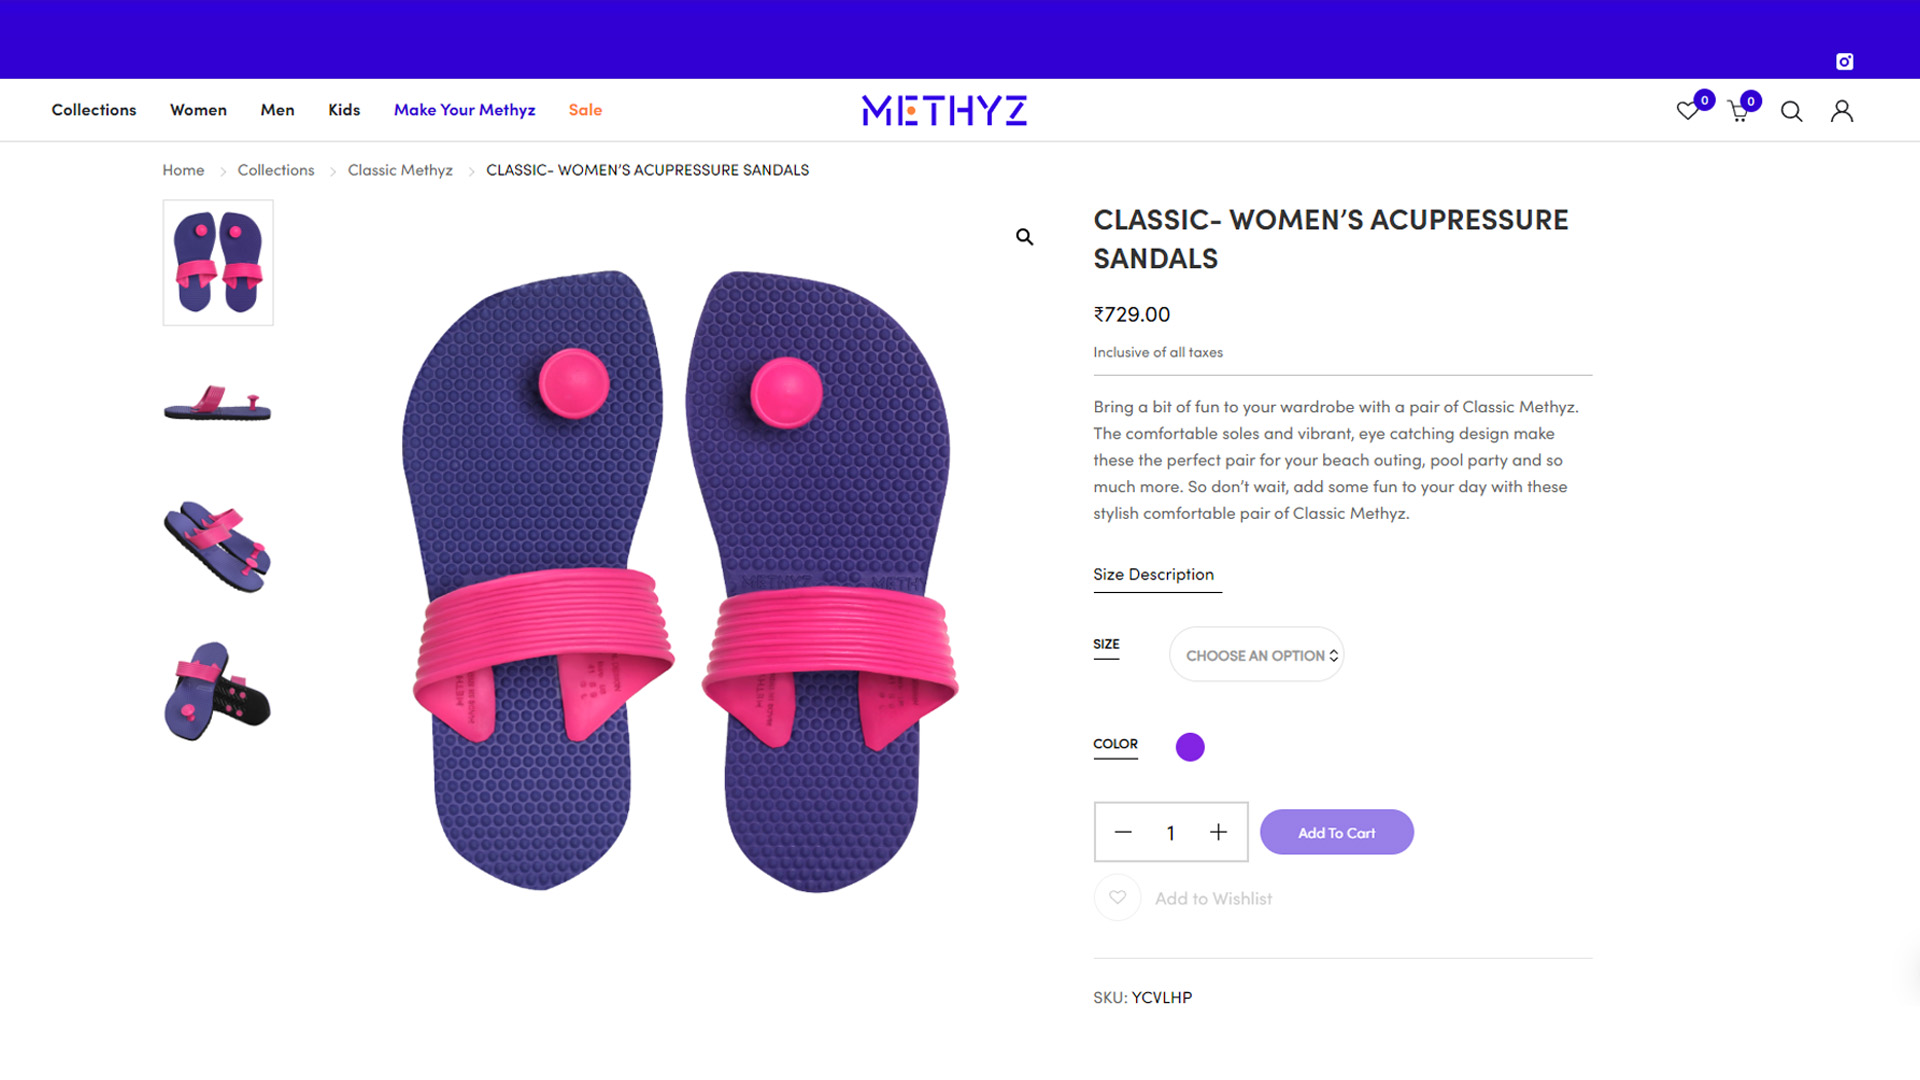 Collections Women Men Kids Make Your Methyz Sale METHYZ 0 0
Home Collections Classic Methyz CLASSIC- WOMEN’S ACUPRESSURE SANDALS
CLASSIC- WOMEN’S ACUPRESSURE
SANDALS
₹729.00
Inclusive of all taxes
Bring a bit of fun to your wardrobe with a pair of Classic Methyz.
The comfortable soles and vibrant, eye catching design make
these the perfect pair for your beach outing, pool party and so
much more. So don’t wait, add some fun to your day with these
stylish comfortable pair of Classic Methyz.
Size Description
SIZE CHOOSE AN OPTION
COLOR
1 Add To Cart
Add to Wishlist
SKU: YCVLHP
METHYZ